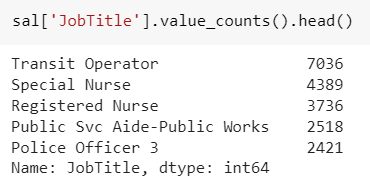 sal['JobTitle'].value_counts().head()
Transit Operator 7036
Special Nurse 4389
Registered Nurse 3736
Public Svc Aide-Public Works 2518
Police Officer 3 2421
Name: JobTitle, dtype: int64